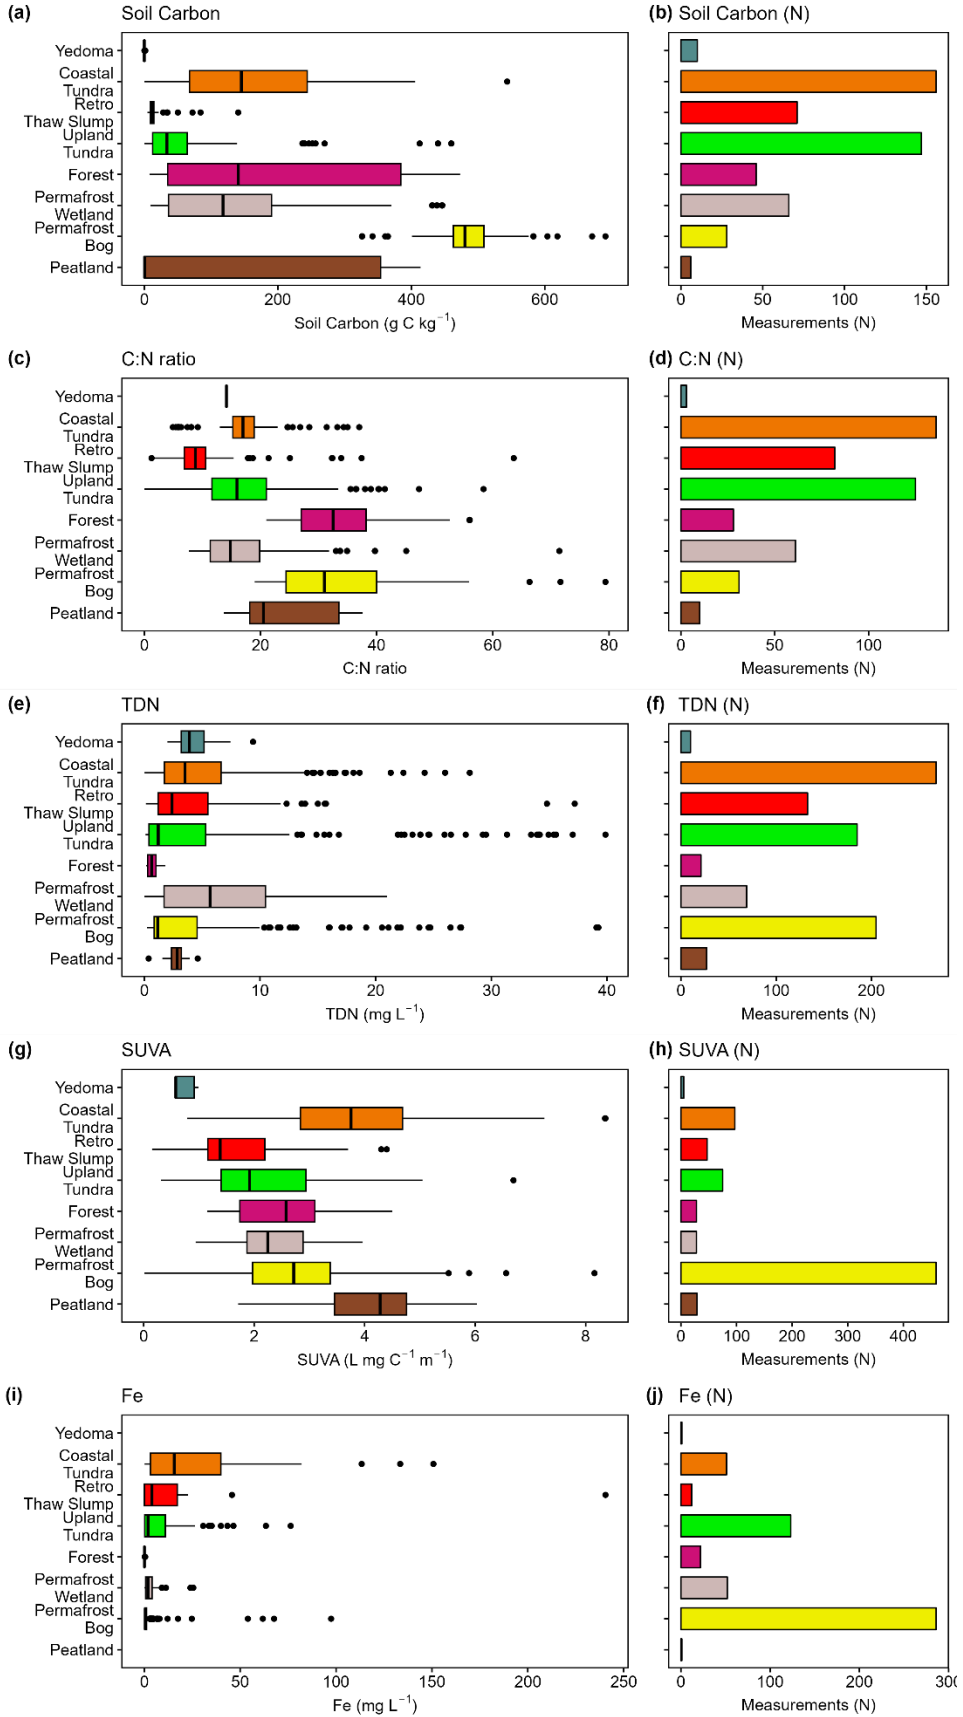 (a) Soil Carbon
(b) Soil Carbon (N)
Yedoma
Coastal
Tundra
Retro
Thaw Slump
Upland
Tundra
Forest
Permafrost
Wetland
Permafrost
Bog
Peatland
0 200 400 600
0 50 100 150
Soil Carbon (g C kg⁻¹)
Measurements (N)
(c) C:N ratio
(d) C:N (N)
Yedoma
Coastal
Tundra
Retro
Thaw Slump
Upland
Tundra
Forest
Permafrost
Wetland
Permafrost
Bog
Peatland
0 20 40 60 80
0 50 100
C:N ratio
Measurements (N)
(e) TDN
(f) TDN (N)
Yedoma
Coastal
Tundra
Retro
Thaw Slump
Upland
Tundra
Forest
Permafrost
Wetland
Permafrost
Bog
Peatland
0 10 20 30 40
0 100 200
TDN (mg L⁻¹)
Measurements (N)
(g) SUVA
(h) SUVA (N)
Yedoma
Coastal
Tundra
Retro
Thaw Slump
Upland
Tundra
Forest
Permafrost
Wetland
Permafrost
Bog
Peatland
0 2 4 6 8
0 100 200 300 400
SUVA (L mg C⁻¹ m⁻¹)
Measurements (N)
(i) Fe
(j) Fe (N)
Yedoma
Coastal
Tundra
Retro
Thaw Slump
Upland
Tundra
Forest
Permafrost
Wetland
Permafrost
Bog
Peatland
0 50 100 150 200 250
0 100 200 300
Fe (mg L⁻¹)
Measurements (N)